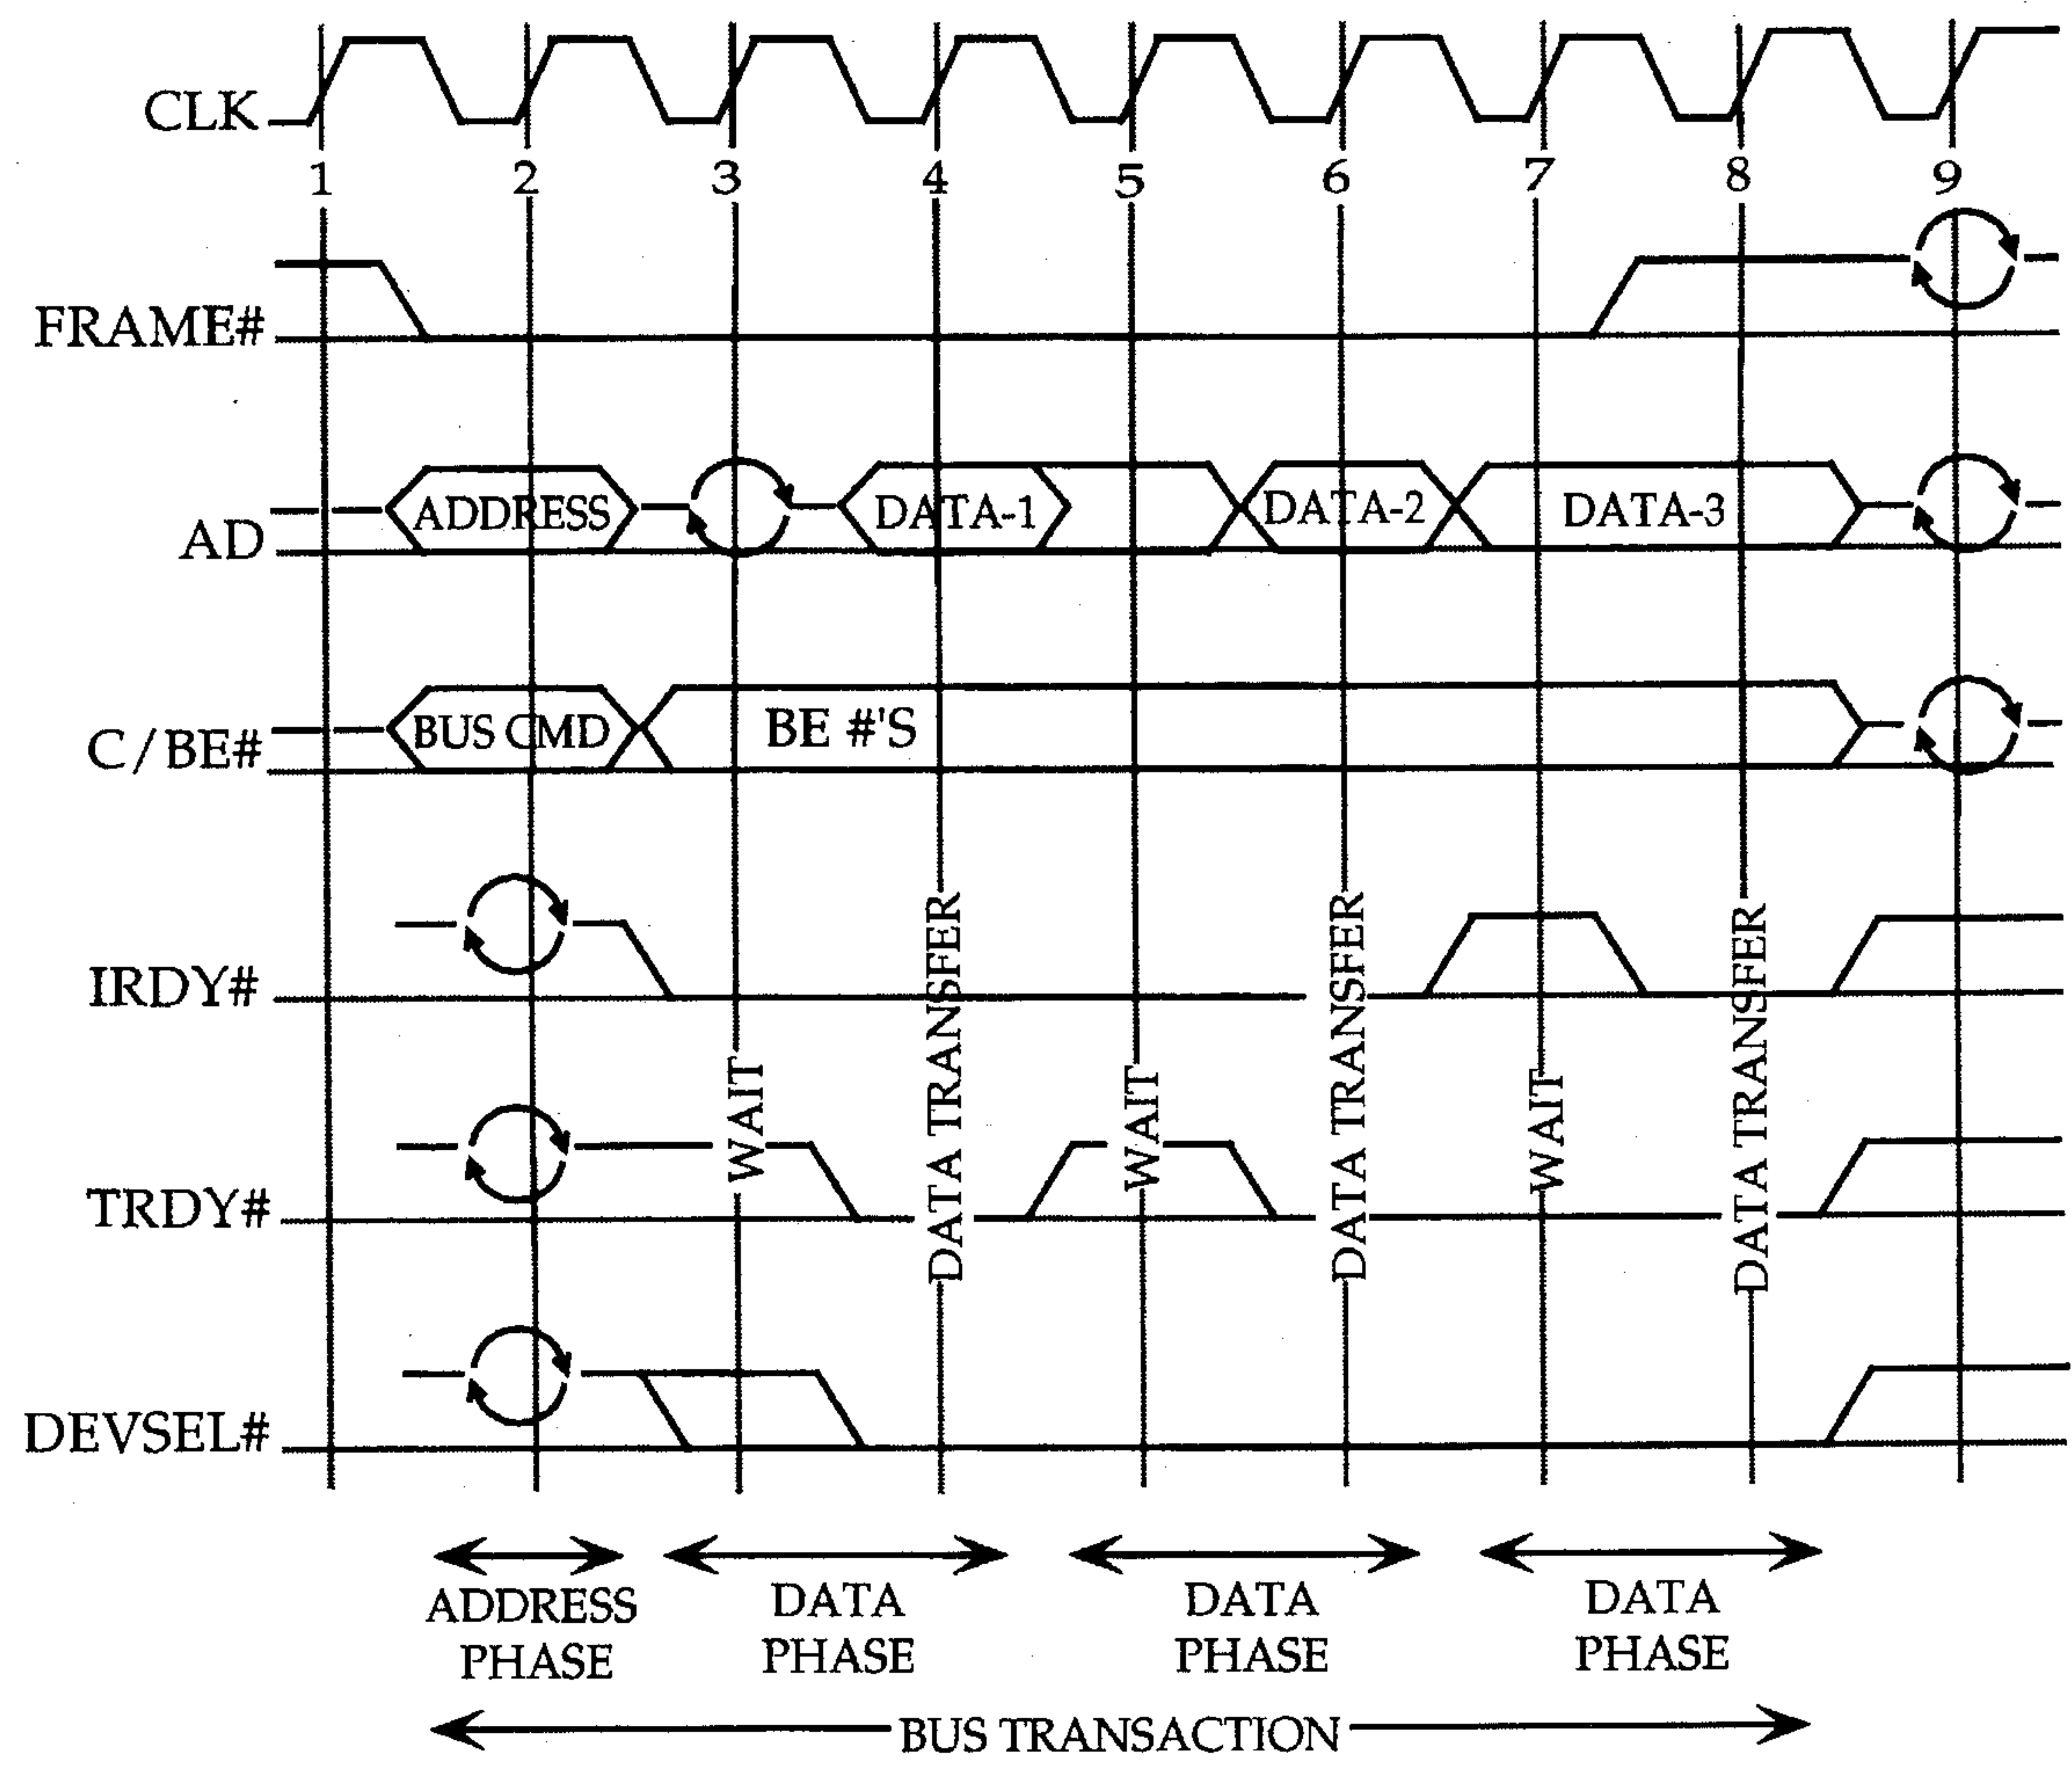 CLK
1 2 3 4 5 6 7 8 9
FRAME#
AD
ADDRESS
DATA-1
DATA-2
DATA-3
C/BE#
BUS CMD
BE #'S
IRDY#
TRDY#
WAIT
DATA TRANSFER
WAIT
DATA TRANSFER
WAIT
DATA TRANSFER
DEVSEL#
ADDRESS
PHASE
DATA
PHASE
DATA
PHASE
DATA
PHASE
BUS TRANSACTION